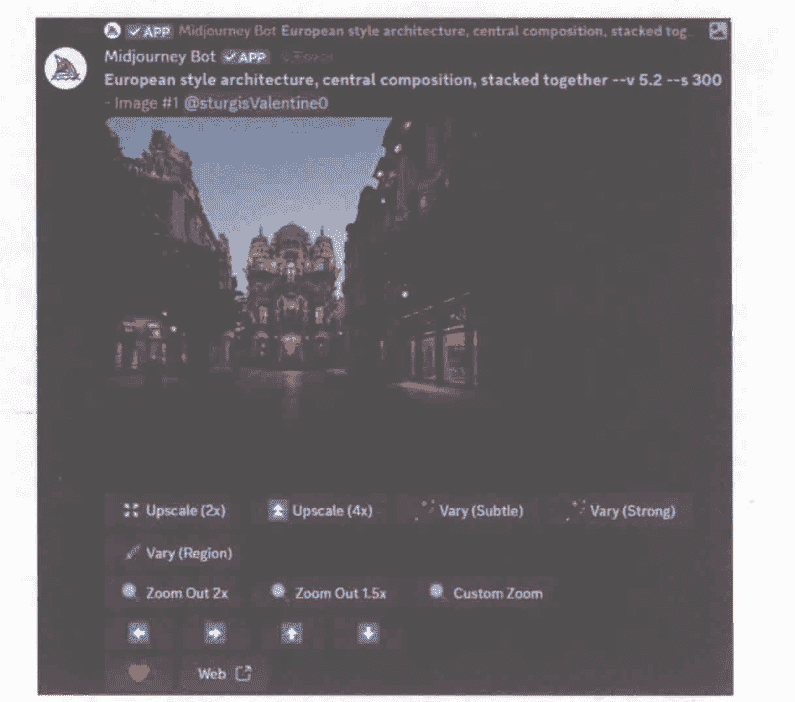 APP Midjourney Bot European style architecture, central composition, stacked tog
Midjourney Bot APP
European style architecture, central composition, stacked together --v 5.2 --s 300
- Image #1 @sturgisValentine0
Upscale (2x) Upscale (4x) Vary (Subtle) Vary (Strong)
Vary (Region)
Zoom Out 2x Zoom Out 1.5x Custom Zoom
Web